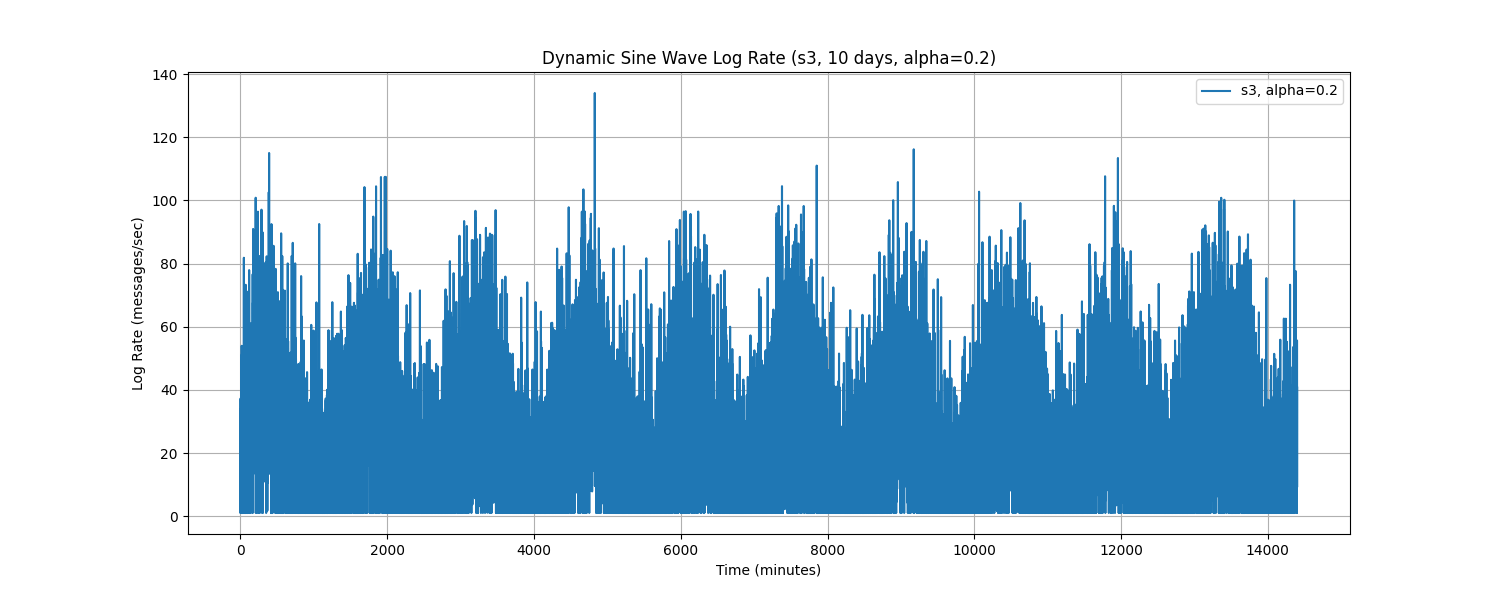 Dynamic Sine Wave Log Rate (s3, 10 days, alpha=0.2)
s3, alpha=0.2
Log Rate (messages/sec)
140
120
100
80
60
40
20
0
0 2000 4000 6000 8000 10000 12000 14000
Time (minutes)